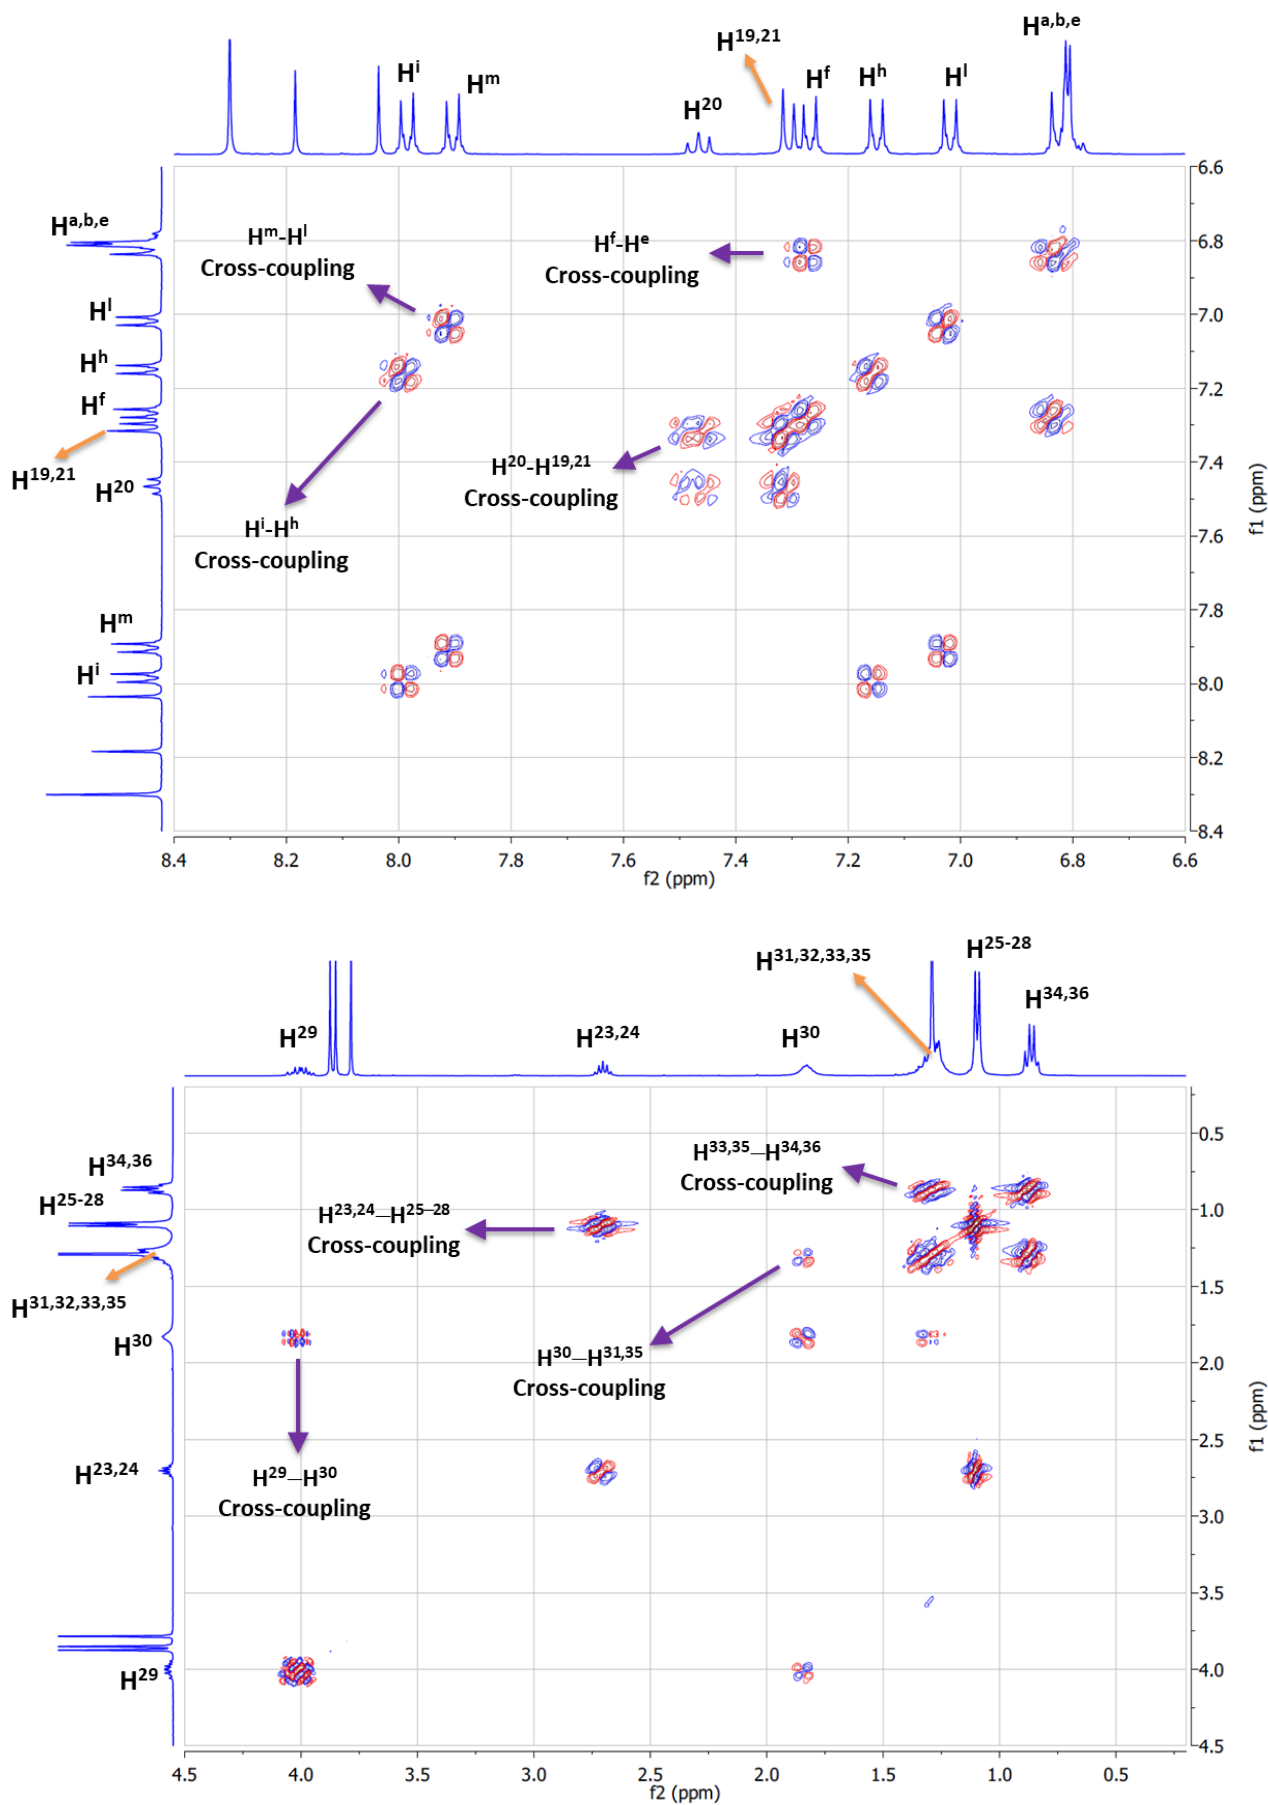 H19,21
Ha,b,e
Hi
Hm
H20
Hf
Hh
Hl
6.6
Ha,b,e
Hm-Hl
Cross-coupling
Hf-He
Cross-coupling
6.8
Hl
7.0
Hh
7.2
Hf
H19,21
H20
H20-H19,21
Cross-coupling
7.4
Hi-Hh
Cross-coupling
7.6
f1 (ppm)
Hm
7.8
Hi
8.0
8.2
8.4
8.4 8.2 8.0 7.8 7.6 7.4 7.2 7.0 6.8 6.6
f2 (ppm)
H31,32,33,35
H25-28
H34,36
H29
H23,24
H30
0.5
H34,36
H33,35–H34,36
Cross-coupling
H25-28
1.0
H23,24–H25–28
Cross-coupling
H31,32,33,35
1.5
H30
H30–H31,35
Cross-coupling
2.0
f1 (ppm)
H23,24
2.5
H29–H30
Cross-coupling
3.0
3.5
H29
4.0
4.5
4.5 4.0 3.5 3.0 2.5 2.0 1.5 1.0 0.5
f2 (ppm)